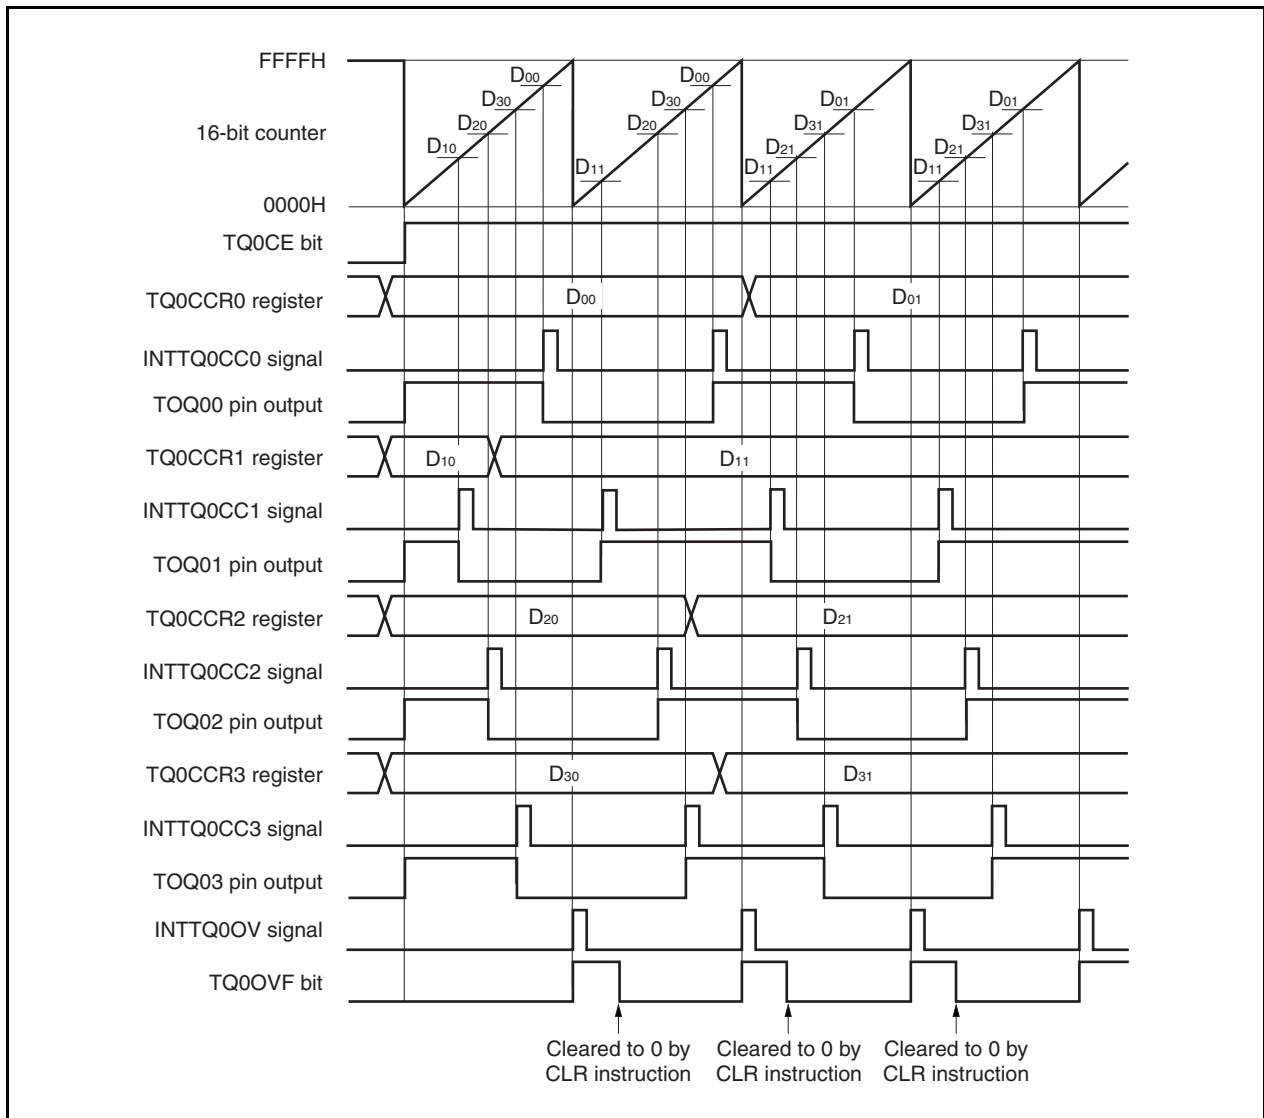 FFFFH
D00 D00
D30 D30 D01 D01
16-bit counter
D20 D20 D31 D31
D10 D21 D21
D11 D11 D11
0000H
TQ0CE bit
TQ0CCR0 register D00 D01
INTTQ0CC0 signal
TOQ00 pin output
TQ0CCR1 register D10 D11
INTTQ0CC1 signal
TOQ01 pin output
TQ0CCR2 register D20 D21
INTTQ0CC2 signal
TOQ02 pin output
TQ0CCR3 register D30 D31
INTTQ0CC3 signal
TOQ03 pin output
INTTQ0OV signal
TQ0OVF bit
Cleared to 0 by
CLR instruction
Cleared to 0 by
CLR instruction
Cleared to 0 by
CLR instruction